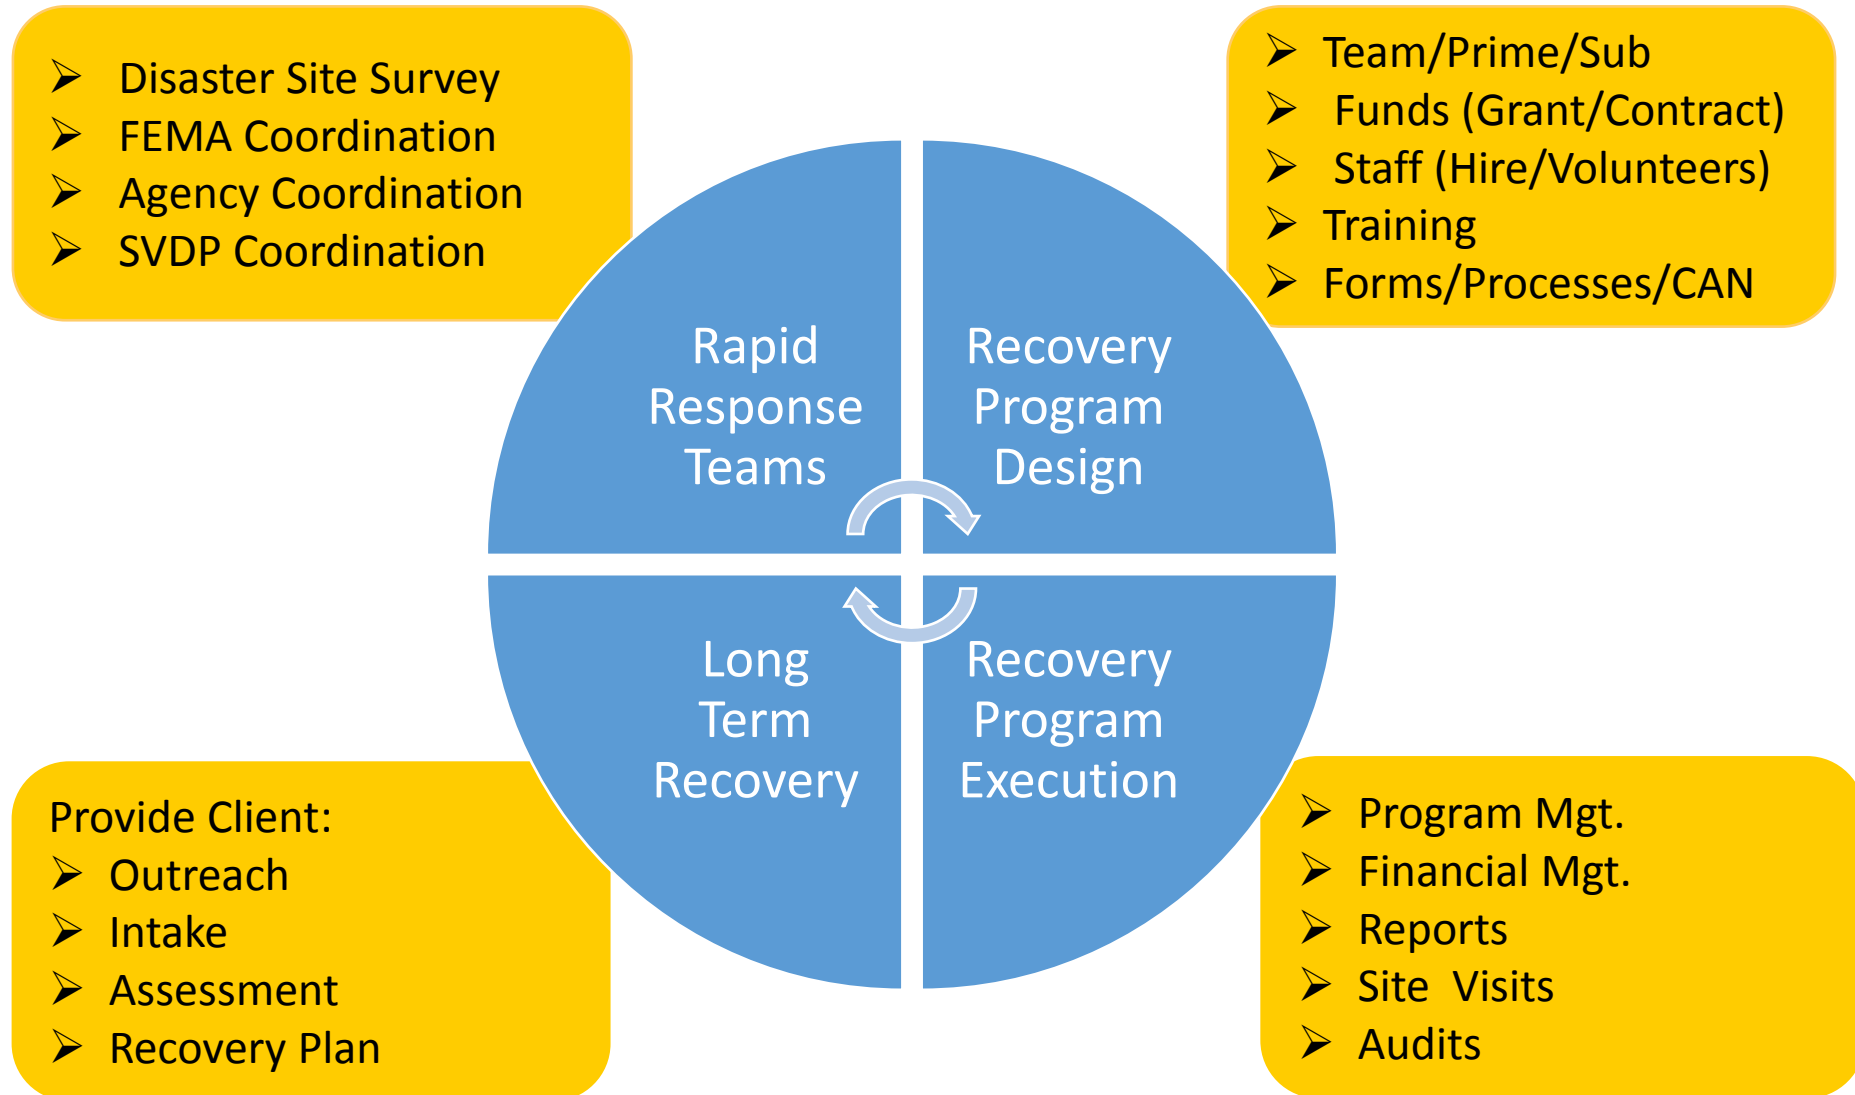 Disaster Site Survey
FEMA Coordination
Agency Coordination
SVDP Coordination
Team/Prime/Sub
Funds (Grant/Contract)
Staff (Hire/Volunteers)
Training
Forms/Processes/CAN
Rapid
Response
Teams
Recovery
Program
Design
Long
Term
Recovery
Recovery
Program
Execution
Provide Client:
Outreach
Intake
Assessment
Recovery Plan
Program Mgt.
Financial Mgt.
Reports
Site  Visits
Audits